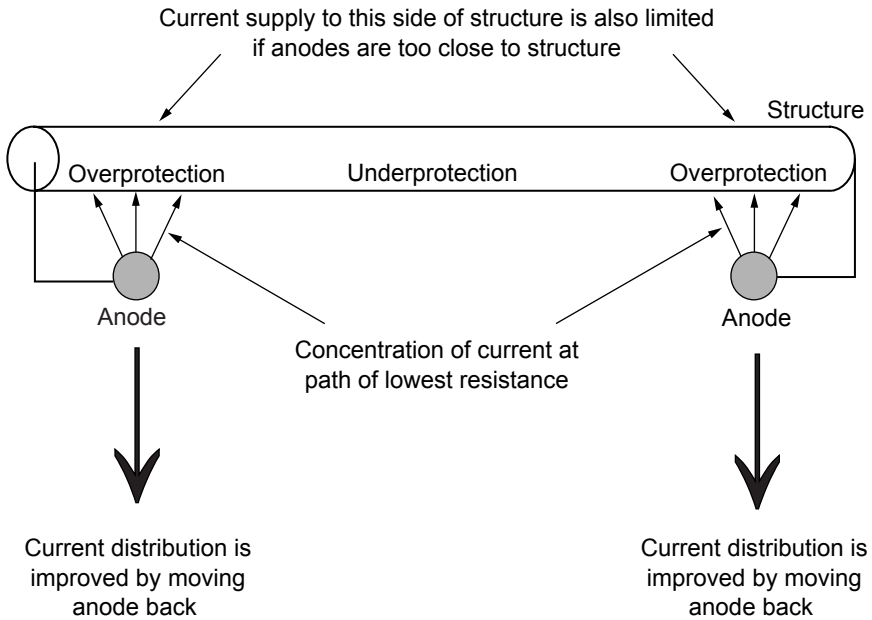 Current supply to this side of structure is also limited
if anodes are too close to structure
Structure
Overprotection
Underprotection
Overprotection
Anode
Anode
Concentration of current at
path of lowest resistance
Current distribution is
improved by moving
anode back
Current distribution is
improved by moving
anode back